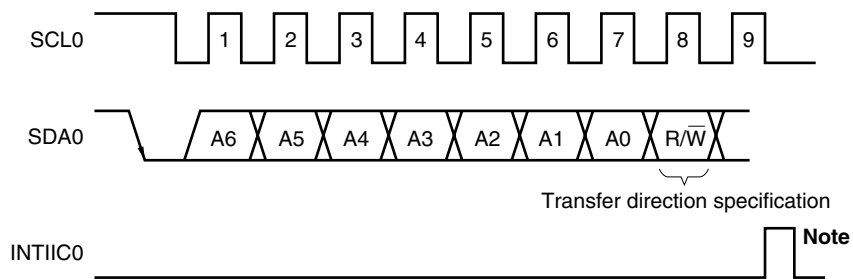 SCL0 1 2 3 4 5 6 7 8 9
SDA0 A6 A5 A4 A3 A2 A1 A0 R/W̅
Transfer direction specification
Note
INTIIC0